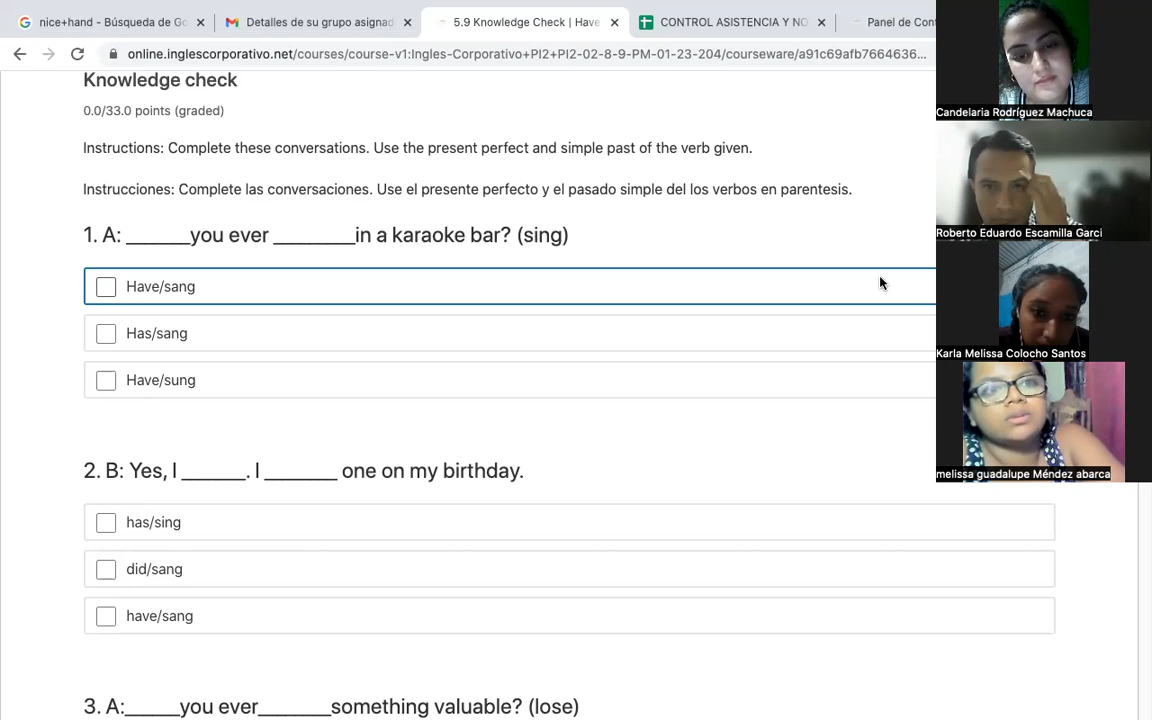 nice+hand - Búsqueda de Go
Detalles de su grupo asignad
5.9 Knowledge Check | Have
CONTROL ASISTENCIA Y NO
Panel de Cont
online.inglescorporativo.net/courses/course-v1:Ingles-Corporativo+PI2+PI2-02-8-9-PM-01-23-204/courseware/a91c69afb7664636...
Knowledge check
0.0/33.0 points (graded)
Instructions: Complete these conversations. Use the present perfect and simple past of the verb given.
Instrucciones: Complete las conversaciones. Use el presente perfecto y el pasado simple del los verbos en parentesis.
1. A: ______you ever ________in a karaoke bar? (sing)
Have/sang
Has/sang
Have/sung
2. B: Yes, I ______. I _______ one on my birthday.
has/sing
did/sang
have/sang
3. A:_____you ever_______something valuable? (lose)
Candelaria Rodríguez Machuca
Roberto Eduardo Escamilla Garci
Karla Melissa Colocho Santos
melissa guadalupe Méndez abarca